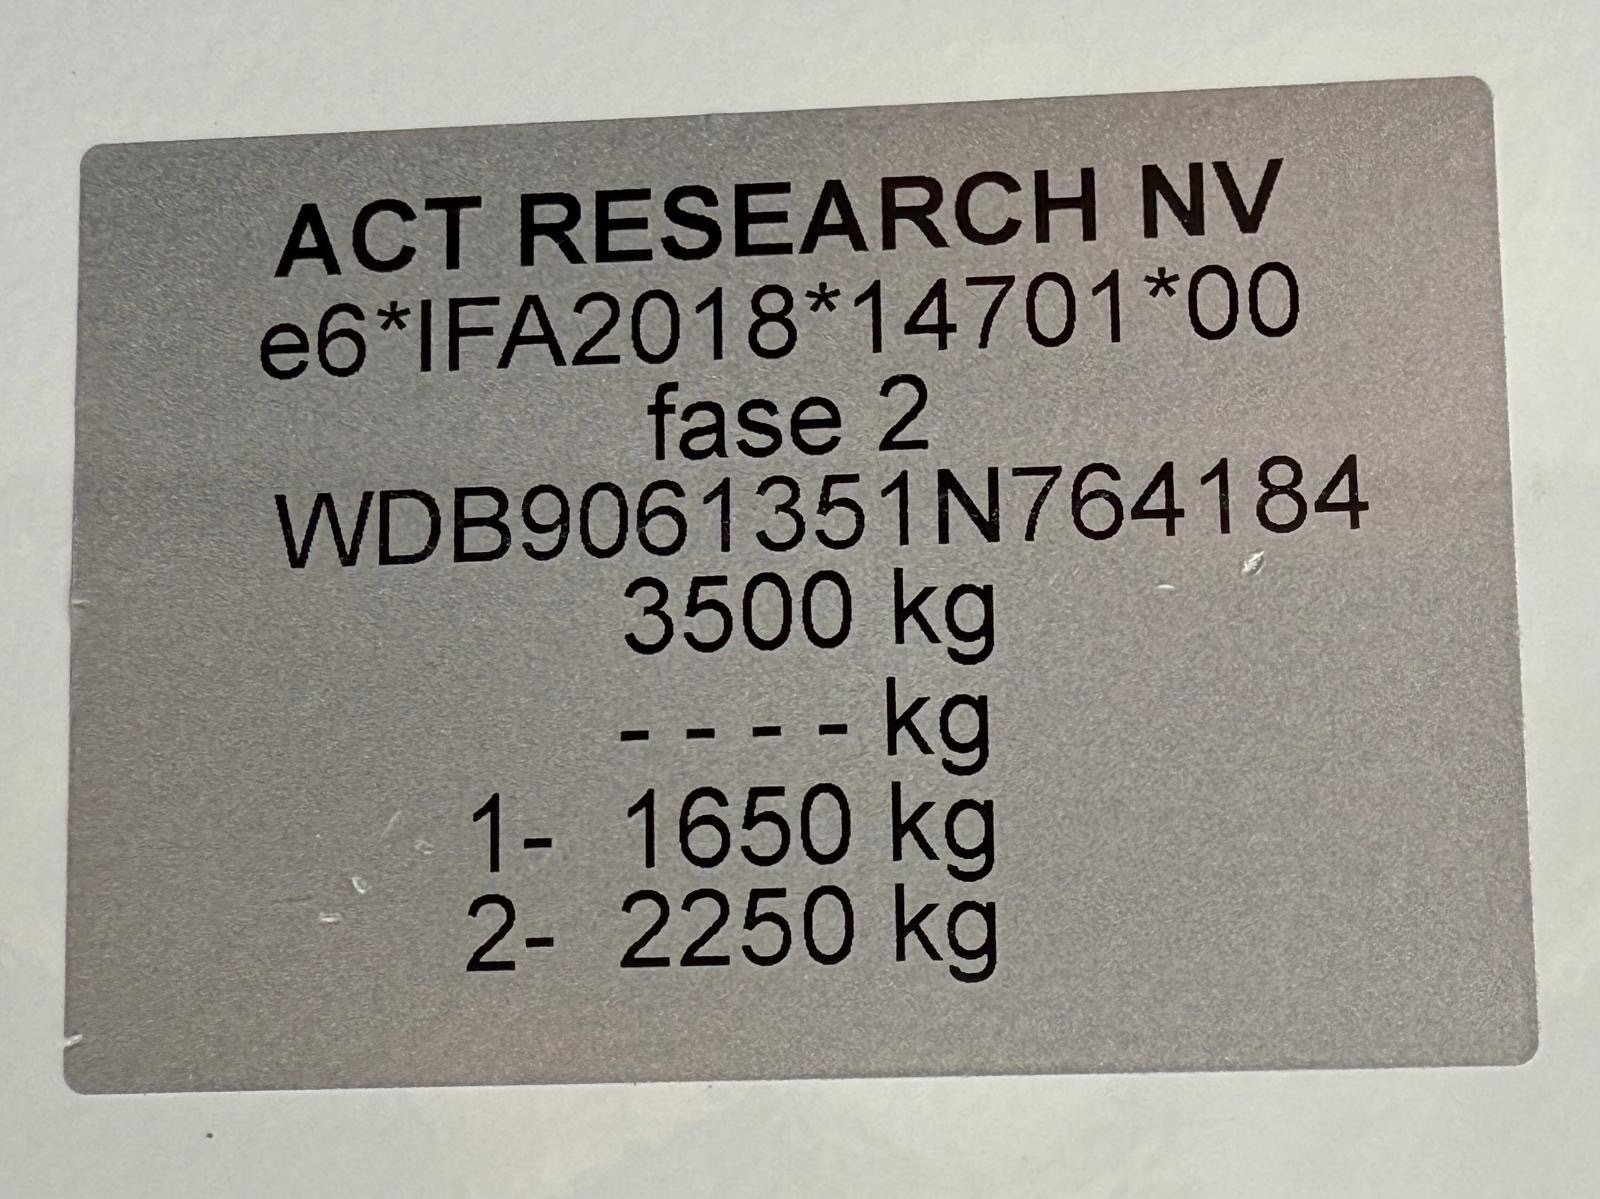 ACT RESEARCH NV
e6*IFA2018*14701*00
fase 2
WDB9061351N764184
3500 kg
- - - - kg
1- 1650 kg
2- 2250 kg